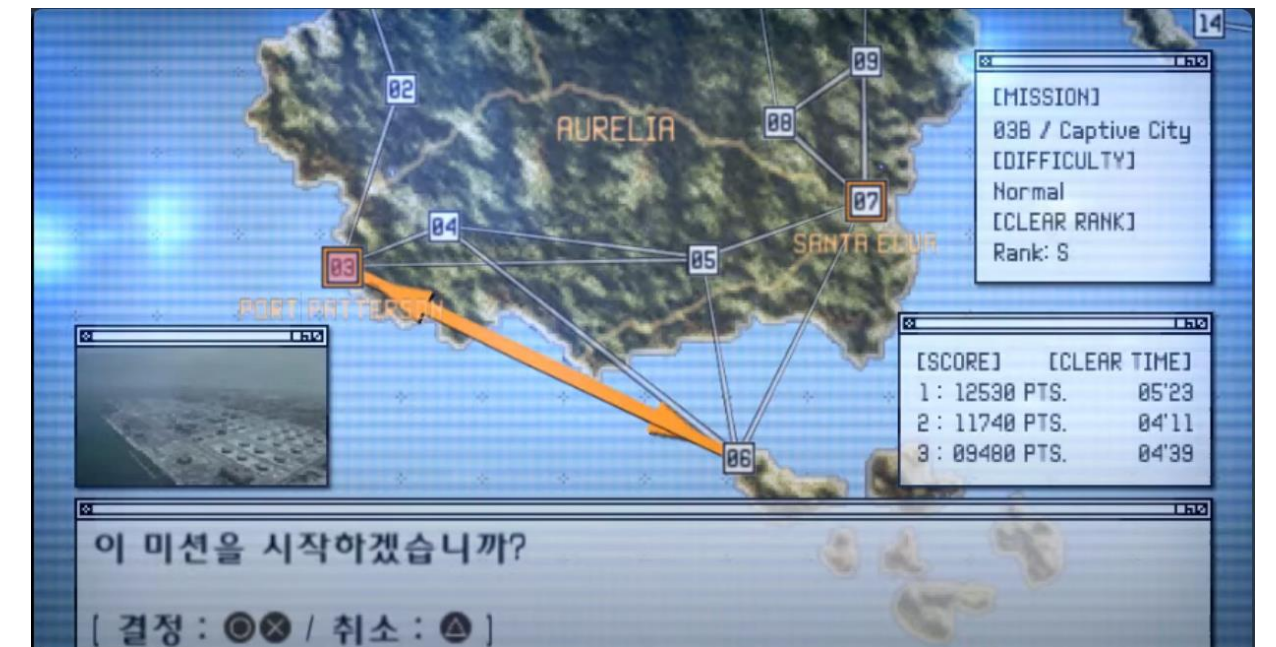 14
09
02
08
AURELIA
07
04
SANTA ELVA
05
03
PORT PATTERSON
06
[MISSION]
03B / Captive City
[DIFFICULTY]
Normal
[CLEAR RANK]
Rank: S
[SCORE] [CLEAR TIME]
1: 12530 PTS. 05'23
2: 11740 PTS. 04'11
3: 09480 PTS. 04'39
이 미션을 시작하겠습니까?
[ 결정 : ◎⊗ / 취소 : △ ]